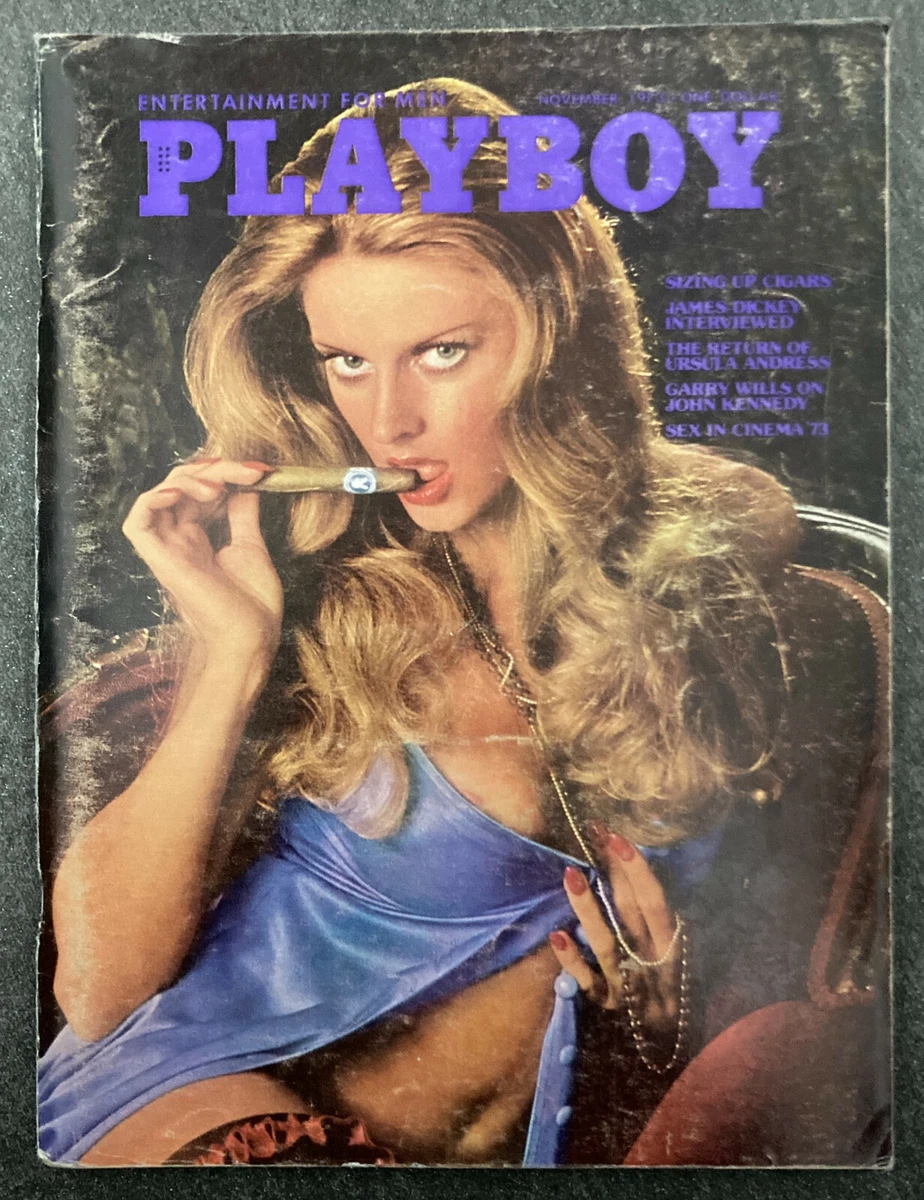 ENTERTAINMENT FOR MEN
NOVEMBER 1973 • ONE DOLLAR
PLAYBOY
SIZING UP CIGARS
JAMES DICKEY
INTERVIEWED
THE RETURN OF
URSULA ANDRESS
GARRY WILLS ON
JOHN KENNEDY
SEX IN CINEMA '73